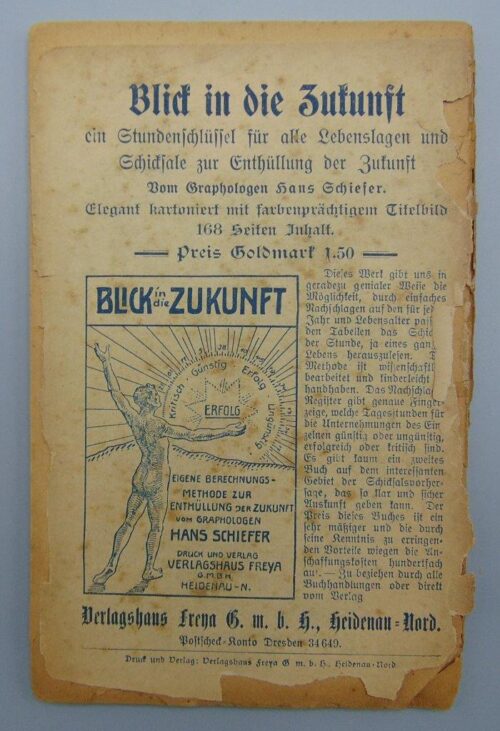 Blick in die Zukunft
ein Stundenschlüssel für alle Lebenslagen und
Schicksale zur Enthüllung der Zukunft
Vom Graphologen Hans Schiefer.
Elegant kartoniert mit farbenprächtigem Titelbild
168 Seiten Inhalt.
Preis Goldmark 1.50
BLICK in die ZUKUNFT
Kritisch Günstig Erfolg Ungünstig
ERFOLG
EIGENE BERECHNUNGS-
METHODE ZUR
ENTHÜLLUNG DER ZUKUNFT
VOM GRAPHOLOGEN
HANS SCHIEFER
DRUCK UND VERLAG
VERLAGSHAUS FREYA
G.M.B.H.
HEIDENAU-N.
Dieses Werk gibt uns in
geradezu genialer Weise die
Möglichkeit, durch einfaches
Nachschlagen auf den für jed
Jahr und Lebensalter pass
den Tabellen das Schic
der Stunde, ja eines ganz
Lebens herauszulesen. D
Methode ist wissenschaftl
bearbeitet und kinderleicht
handhaben. Das Nachschlag
Register gibt genaue Finger-
zeige, welche Tagesstunden für
die Unternehmungen des Ein
zelnen günstig oder ungünstig,
erfolgreich oder kritisch sind.
Es gibt kaum ein zweites
Buch auf dem interessanten
Gebiet der Schicksalsvorher-
sage, das so klar und sicher
Auskunft geben kann. Der
Preis dieses Buches ist ein
sehr mäßiger und die durch
seine Kenntnis zu erringen-
den Vorteile wiegen die An-
schaffungskosten hundertfach
auf. — Zu beziehen durch alle
Buchhandlungen oder direkt
vom Verlag
Verlagshaus Freya G. m. b. H., Heidenau-Nord.
Postscheck-Konto Dresden 34649.
Druck und Verlag: Verlagshaus Freya G m. b. H., Heidenau-Nord